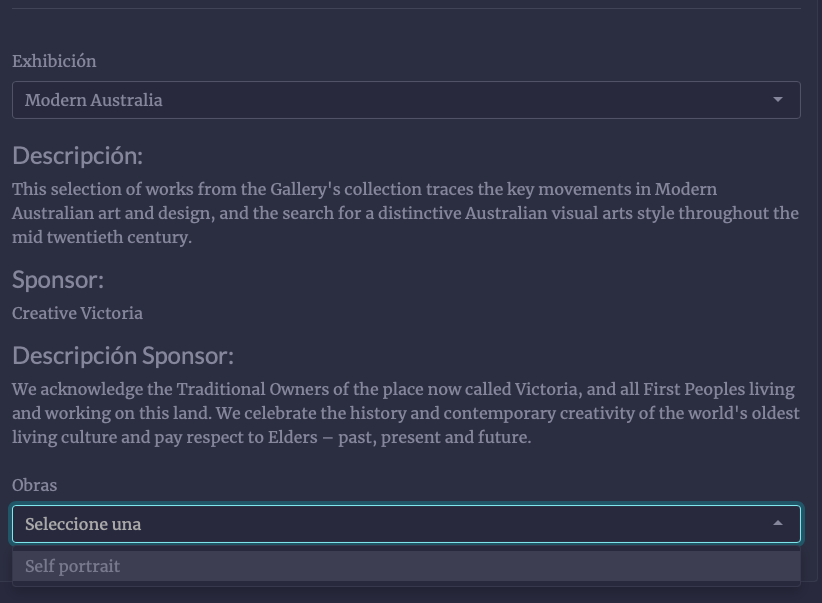 Exhibición
Modern Australia
Descripción:
This selection of works from the Gallery's collection traces the key movements in Modern
Australian art and design, and the search for a distinctive Australian visual arts style throughout the
mid twentieth century.
Sponsor:
Creative Victoria
Descripción Sponsor:
We acknowledge the Traditional Owners of the place now called Victoria, and all First Peoples living
and working on this land. We celebrate the history and contemporary creativity of the world's oldest
living culture and pay respect to Elders – past, present and future.
Obras
Seleccione una
Self portrait